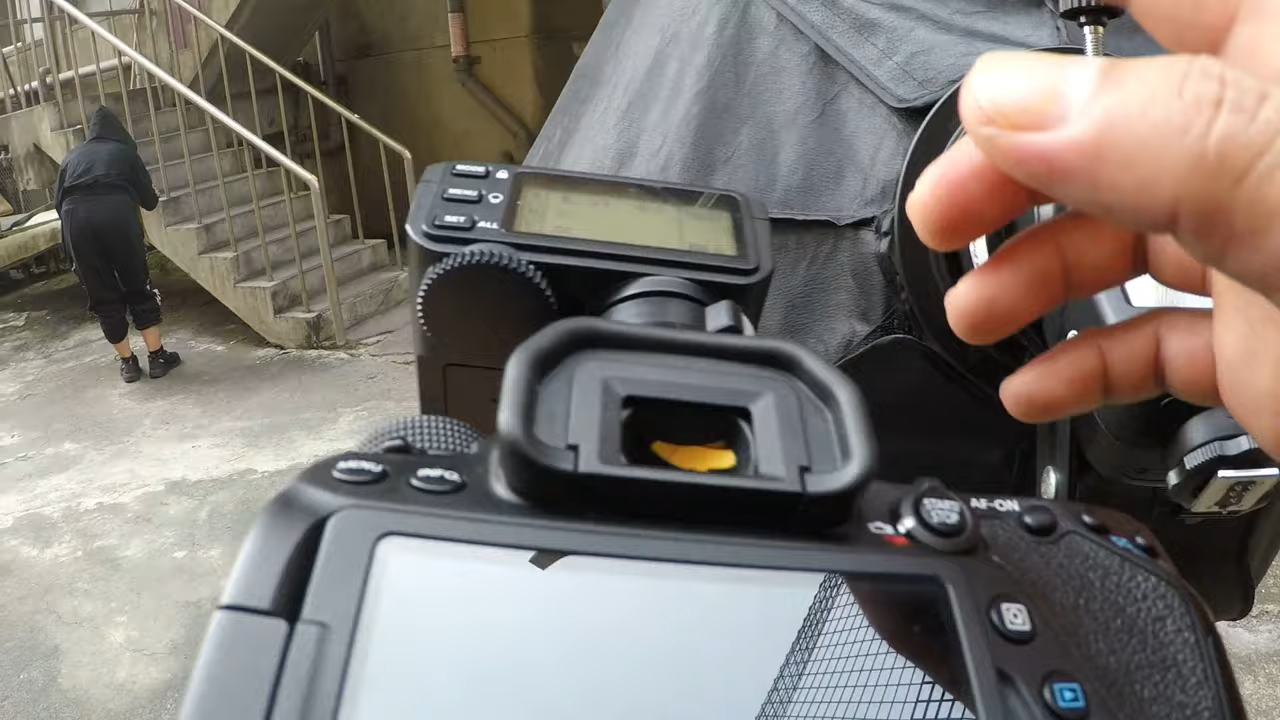 MODE
MENU
SET
ALL
MENU
INFO
START
STOP
AF-ON